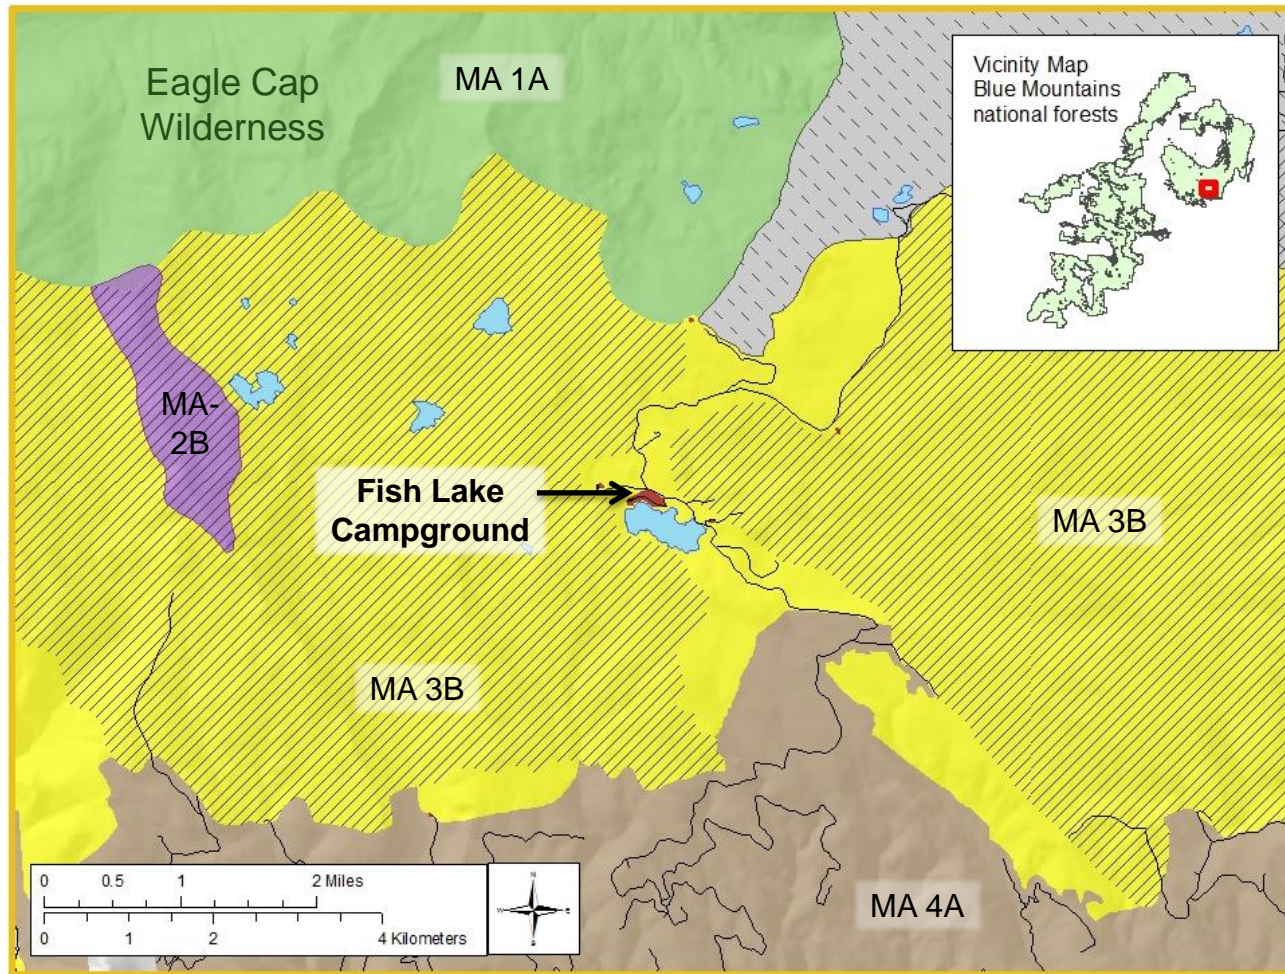 Eagle Cap
Wilderness
MA 1A
Vicinity Map
Blue Mountains
national forests
MA-
2B
Fish Lake
Campground
MA 3B
MA 3B
MA 4A
0 0.5 1 2 Miles
0 1 2 4 Kilometers
N
W E
S